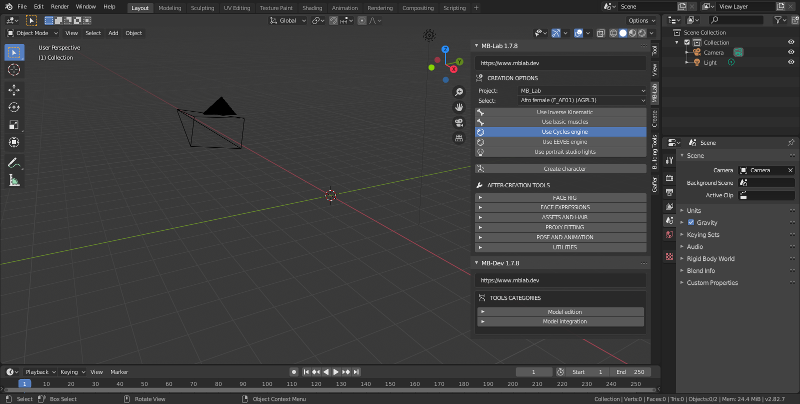 File Edit Render Window Help
Layout Modeling Sculpting UV Editing Texture Paint Shading Animation Rendering Compositing Scripting +
Scene
View Layer
Global
Options
Object Mode View Select Add Object
User Perspective
(1) Collection
Z
Y
X
MB-Lab 1.7.8
https://www.mblab.dev
CREATION OPTIONS
Project: MB_Lab
Select: Afro female (F_AF01) (AGPL3)
Use Inverse Kinematic
Use basic muscles
Use Cycles engine
Use EEVEE engine
Use portrait studio lights
Create character
AFTER-CREATION TOOLS
FACE RIG
FACE EXPRESSIONS
ASSETS AND HAIR
PROXY FITTING
POSE AND ANIMATION
UTILITIES
MB-Dev 1.7.8
https://www.mblab.dev
TOOLS CATEGORIES
Model edition
Model integration
Tool
View
MB-Lab
Create
Building Tools
Gaffer
Scene Collection
Collection
Camera
Light
Scene
Scene
Camera Camera
Background Scene
Active Clip
Units
Gravity
Keying Sets
Audio
Rigid Body World
Blend Info
Custom Properties
Playback Keying View Marker
1
Start 1
End 250
1 10 20 30 40 50 60 70 80 90 100 110 120 130 140 150 160 170 180 190 200 210 220 230 240 250
Select Box Select Rotate View Object Context Menu
Collection | Verts:0 | Faces:0 | Tris:0 | Objects:0/2 | Mem: 24.4 MiB | v2.82.7